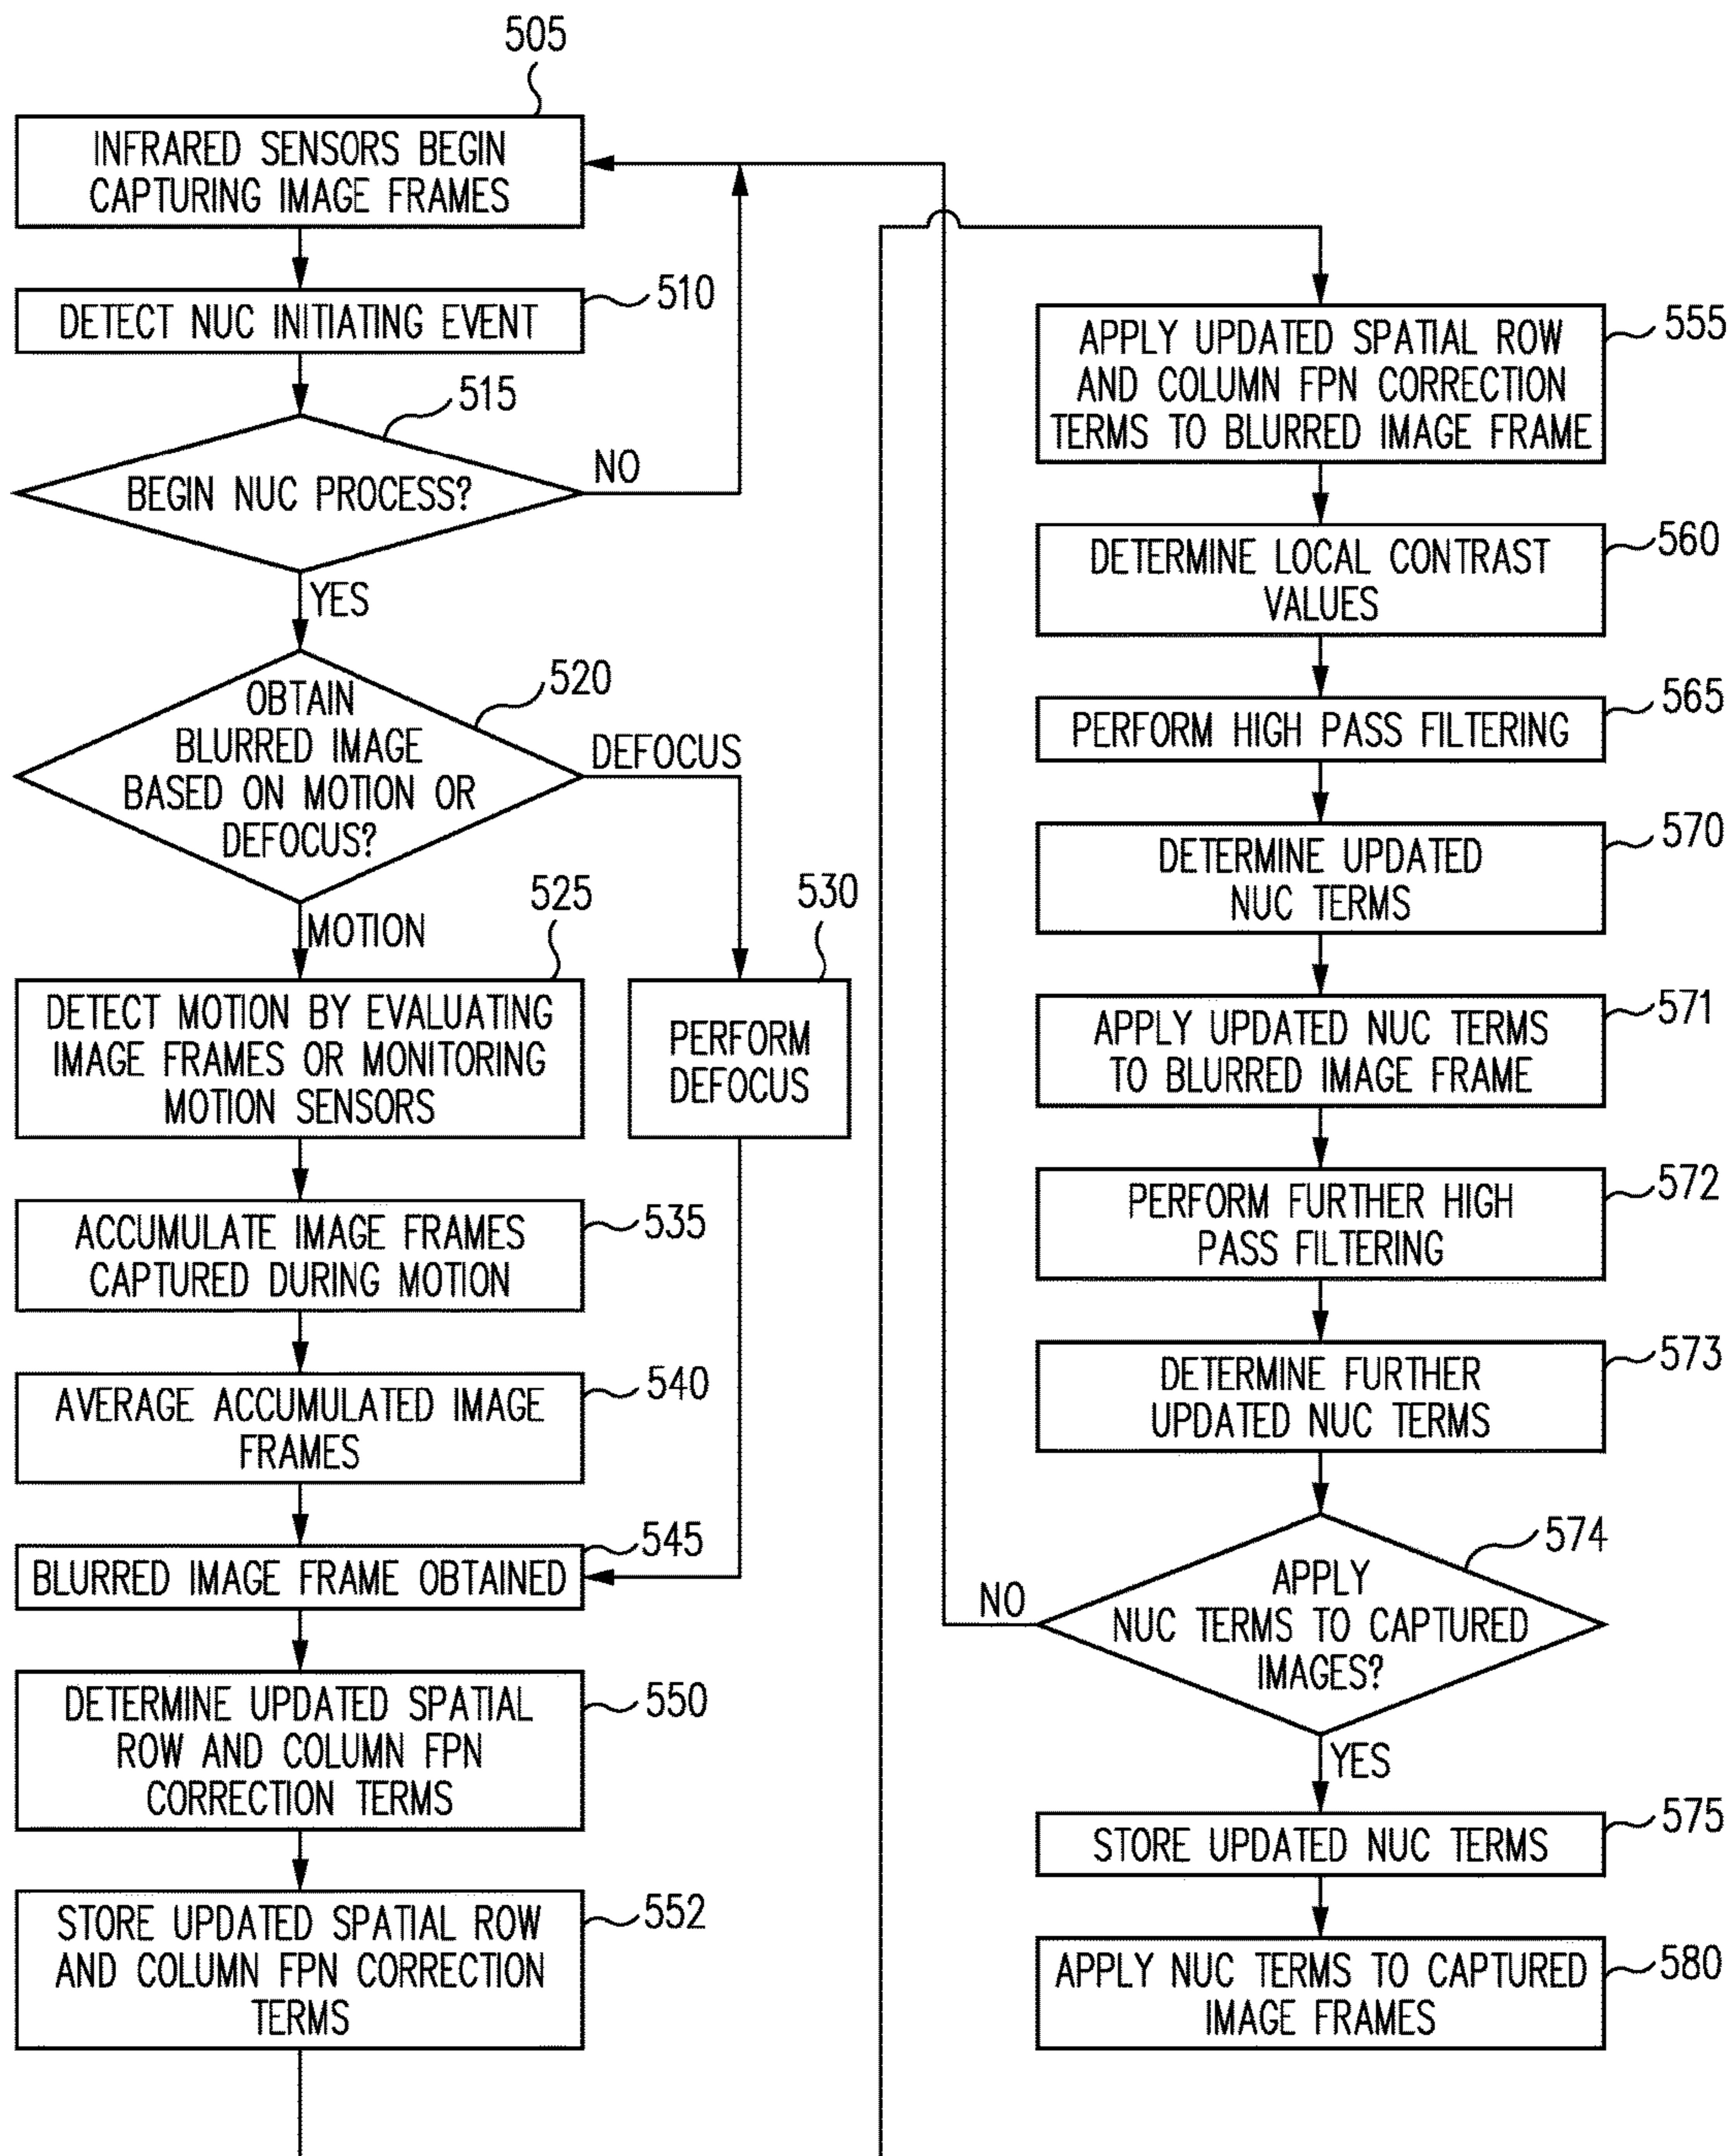 505
INFRARED SENSORS BEGIN
CAPTURING IMAGE FRAMES
510
DETECT NUC INITIATING EVENT
515
BEGIN NUC PROCESS?
NO
YES
520
OBTAIN
BLURRED IMAGE
BASED ON MOTION OR
DEFOCUS?
DEFOCUS
MOTION
525
DETECT MOTION BY EVALUATING
IMAGE FRAMES OR MONITORING
MOTION SENSORS
530
PERFORM
DEFOCUS
535
ACCUMULATE IMAGE FRAMES
CAPTURED DURING MOTION
540
AVERAGE ACCUMULATED IMAGE
FRAMES
545
BLURRED IMAGE FRAME OBTAINED
550
DETERMINE UPDATED SPATIAL
ROW AND COLUMN FPN
CORRECTION TERMS
552
STORE UPDATED SPATIAL ROW
AND COLUMN FPN CORRECTION
TERMS
555
APPLY UPDATED SPATIAL ROW
AND COLUMN FPN CORRECTION
TERMS TO BLURRED IMAGE FRAME
560
DETERMINE LOCAL CONTRAST
VALUES
565
PERFORM HIGH PASS FILTERING
570
DETERMINE UPDATED
NUC TERMS
571
APPLY UPDATED NUC TERMS
TO BLURRED IMAGE FRAME
572
PERFORM FURTHER HIGH
PASS FILTERING
573
DETERMINE FURTHER
UPDATED NUC TERMS
574
APPLY
NUC TERMS TO CAPTURED
IMAGES?
NO
YES
575
STORE UPDATED NUC TERMS
580
APPLY NUC TERMS TO CAPTURED
IMAGE FRAMES